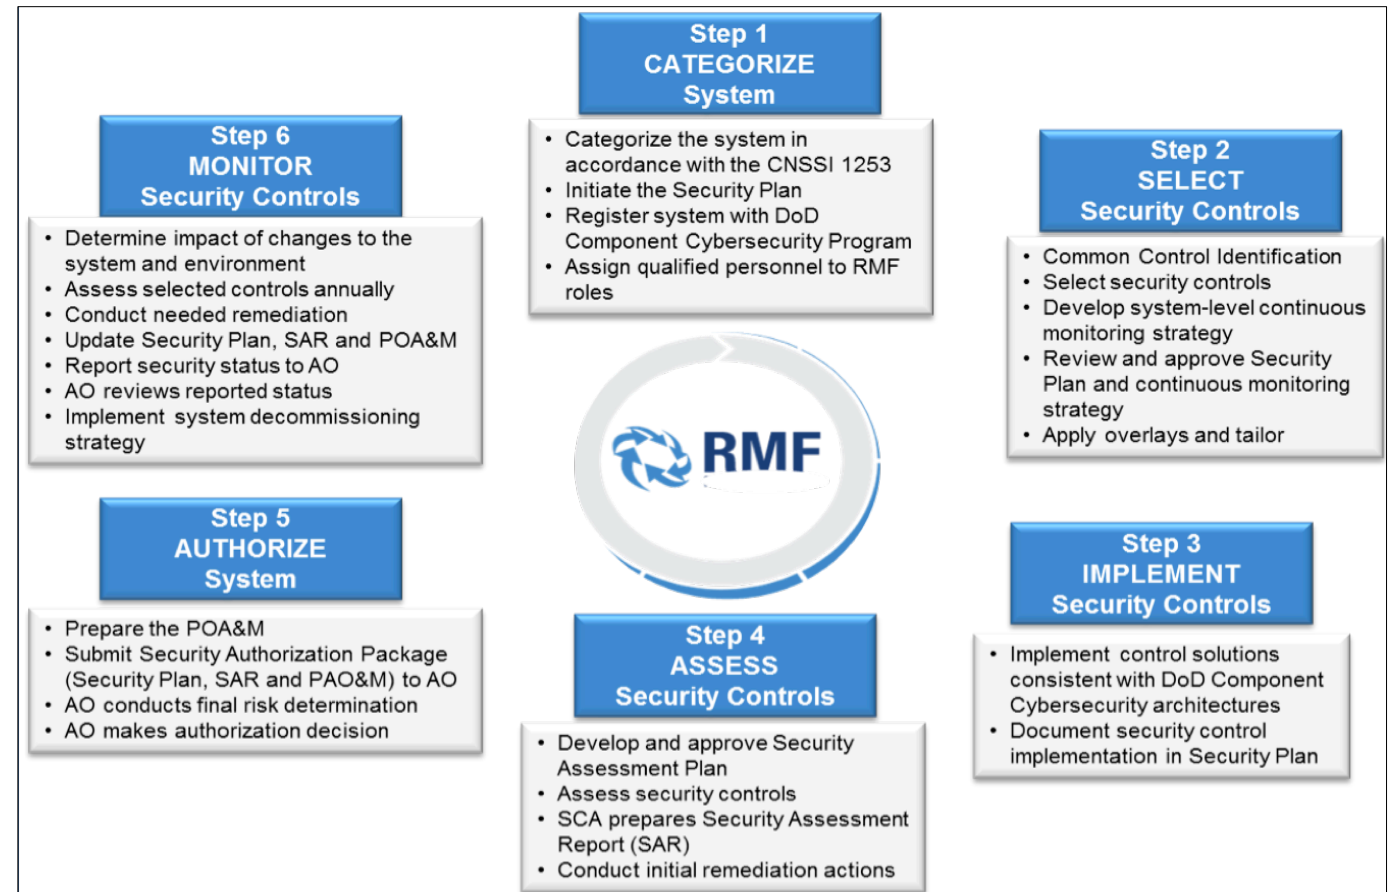 Step 1
CATEGORIZE
System
• Categorize the system in
accordance with the CNSSI 1253
• Initiate the Security Plan
• Register system with DoD
Component Cybersecurity Program
• Assign qualified personnel to RMF
roles
Step 2
SELECT
Security Controls
• Common Control Identification
• Select security controls
• Develop system-level continuous
monitoring strategy
• Review and approve Security
Plan and continuous monitoring
strategy
• Apply overlays and tailor
Step 3
IMPLEMENT
Security Controls
• Implement control solutions
consistent with DoD Component
Cybersecurity architectures
• Document security control
implementation in Security Plan
Step 4
ASSESS
Security Controls
• Develop and approve Security
Assessment Plan
• Assess security controls
• SCA prepares Security Assessment
Report (SAR)
• Conduct initial remediation actions
Step 5
AUTHORIZE
System
• Prepare the POA&M
• Submit Security Authorization Package
(Security Plan, SAR and PAO&M) to AO
• AO conducts final risk determination
• AO makes authorization decision
Step 6
MONITOR
Security Controls
• Determine impact of changes to the
system and environment
• Assess selected controls annually
• Conduct needed remediation
• Update Security Plan, SAR and POA&M
• Report security status to AO
• AO reviews reported status
• Implement system decommissioning
strategy
RMF